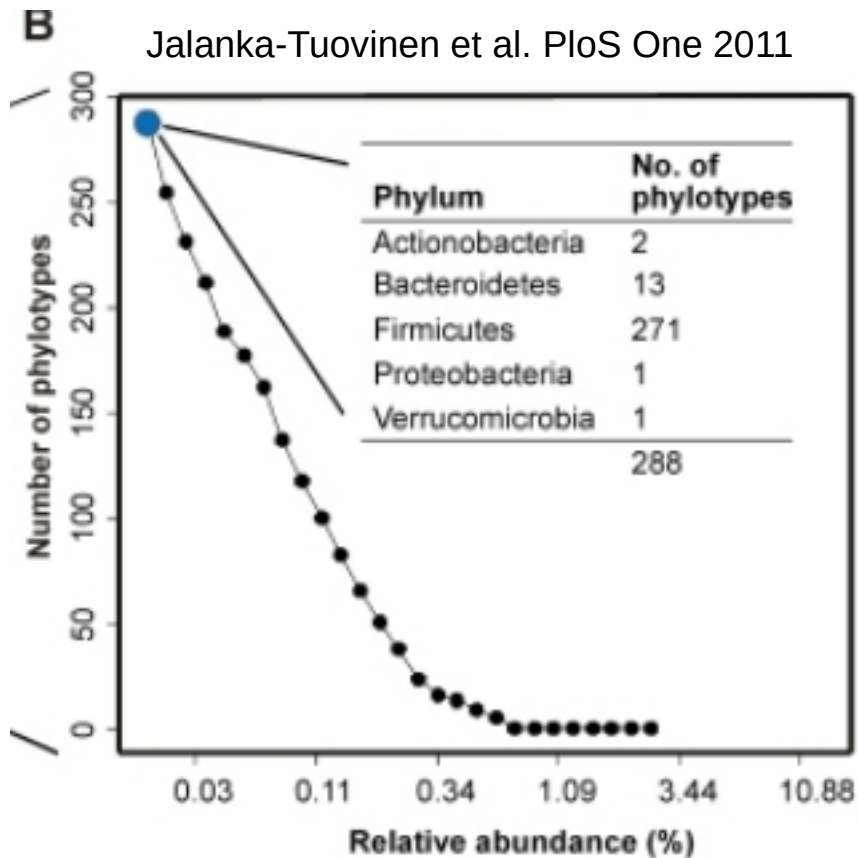 B
Jalanka-Tuovinen et al. PloS One 2011
300
250
200
150
100
50
0
Number of phylotypes
Phylum No. of phylotypes
Actionobacteria 2
Bacteroidetes 13
Firmicutes 271
Proteobacteria 1
Verrucomicrobia 1
288
0.03 0.11 0.34 1.09 3.44 10.88
Relative abundance (%)